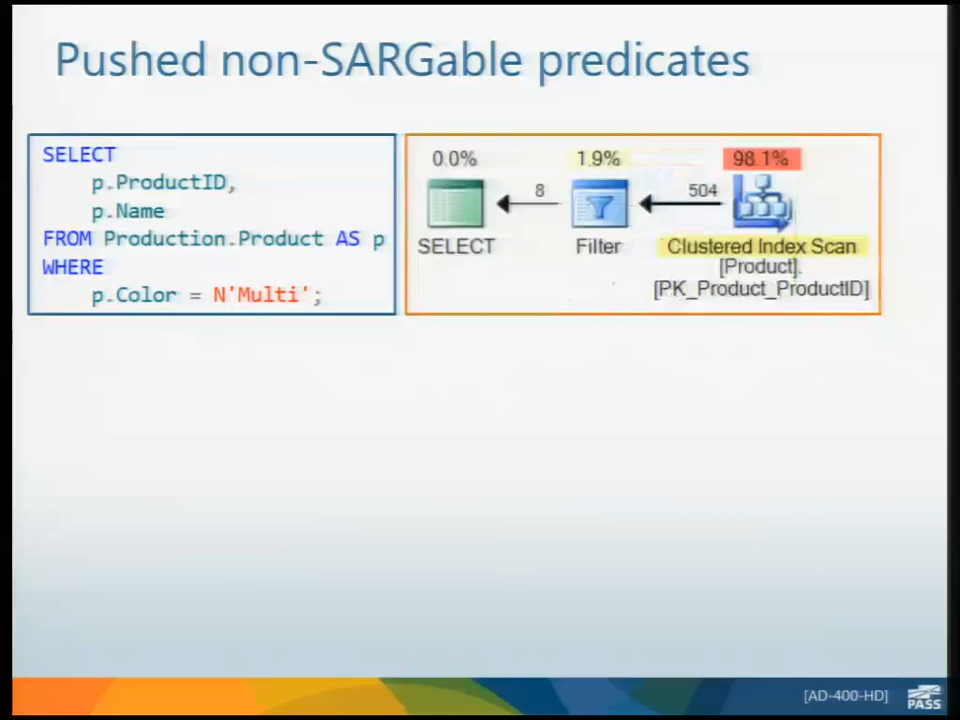 Pushed non-SARGable predicates
SELECT
p.ProductID,
p.Name
FROM Production.Product AS p
WHERE
p.Color = N'Multi';
0.0%
1.9%
98.1%
8
504
SELECT
Filter
Clustered Index Scan
[Product].
[PK_Product_ProductID]
[AD-400-HD]
PASS